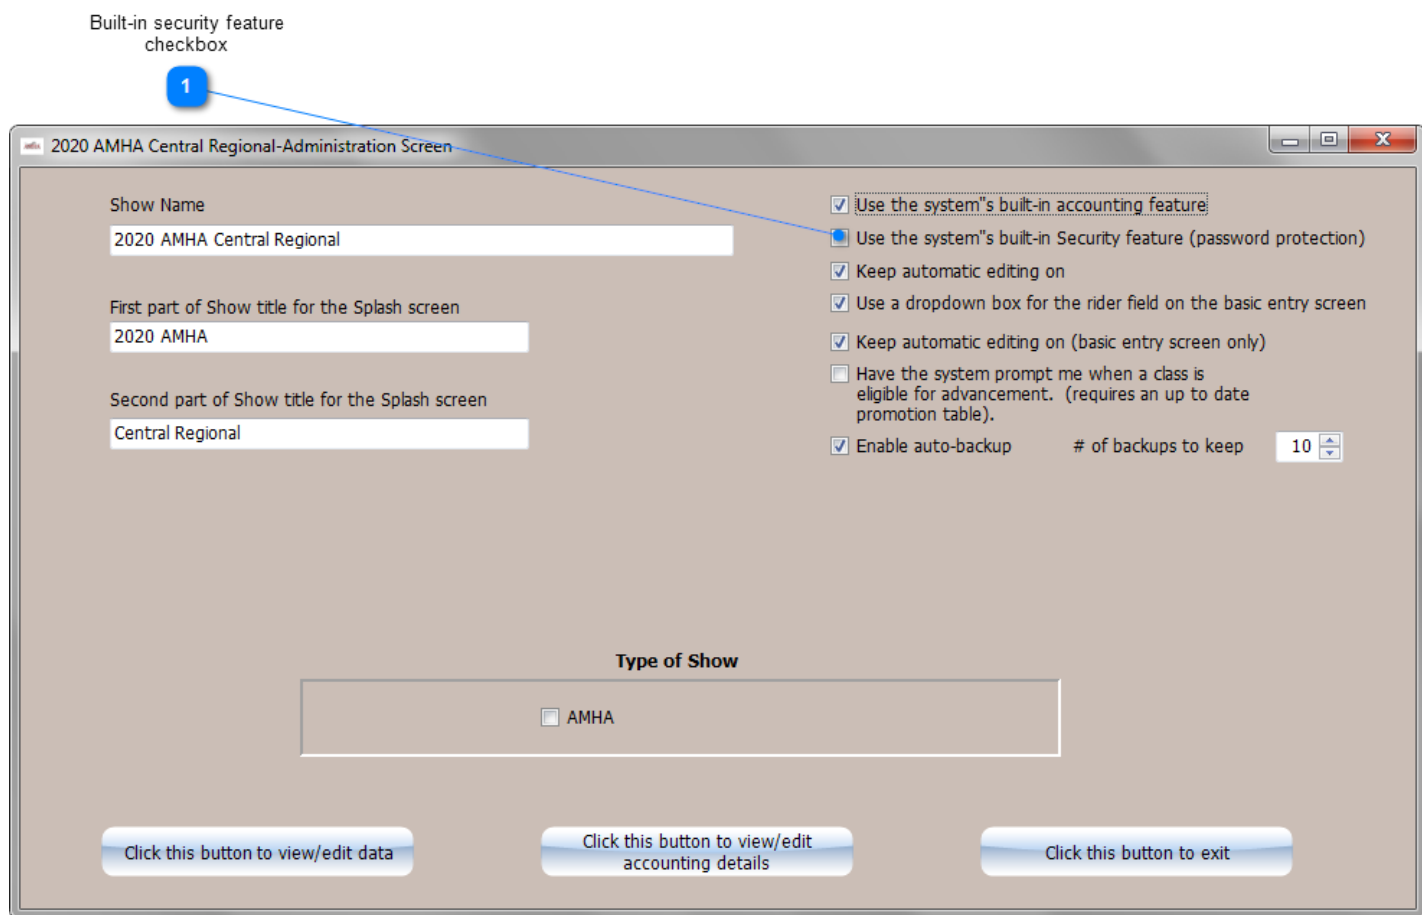 Built-in security feature
checkbox
1
2020 AMHA Central Regional-Administration Screen
Show Name
2020 AMHA Central Regional
First part of Show title for the Splash screen
2020 AMHA
Second part of Show title for the Splash screen
Central Regional
Use the system"s built-in accounting feature
Use the system"s built-in Security feature (password protection)
Keep automatic editing on
Use a dropdown box for the rider field on the basic entry screen
Keep automatic editing on (basic entry screen only)
Have the system prompt me when a class is
eligible for advancement.  (requires an up to date
promotion table).
Enable auto-backup # of backups to keep 10
Type of Show
AMHA
Click this button to view/edit data
Click this button to view/edit
accounting details
Click this button to exit